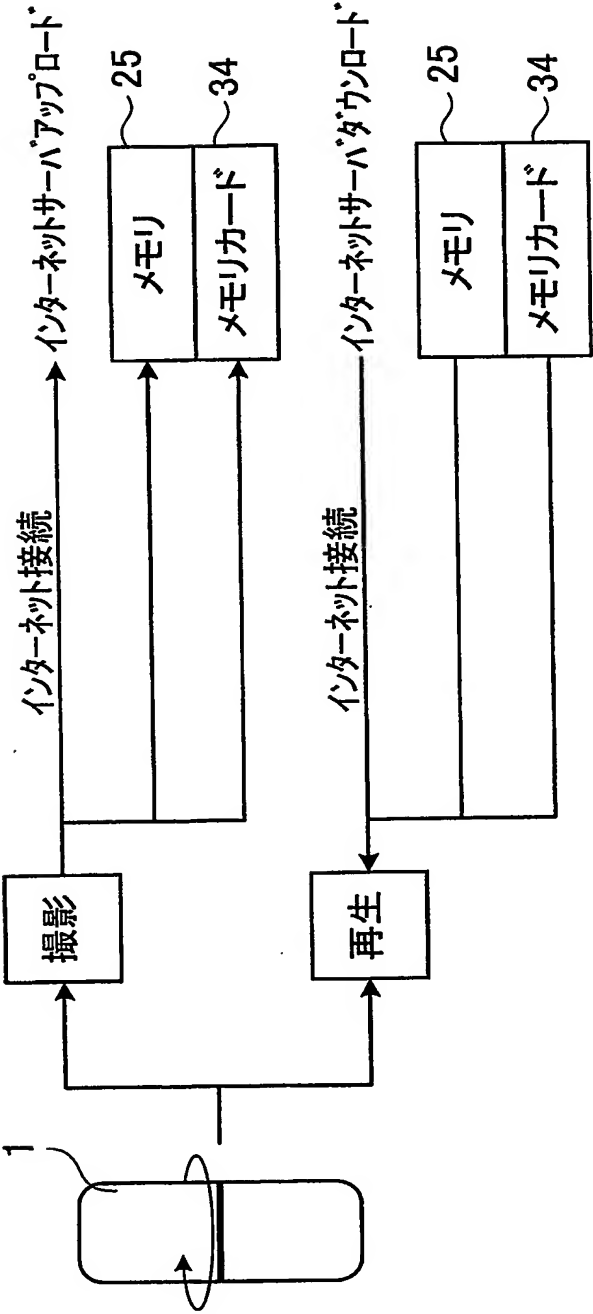 1
撮影
インターネット接続
インターネットサーバアップロード
メモリ
25
メモリカード
34
再生
インターネット接続
インターネットサーバダウンロード
メモリ
25
メモリカード
34